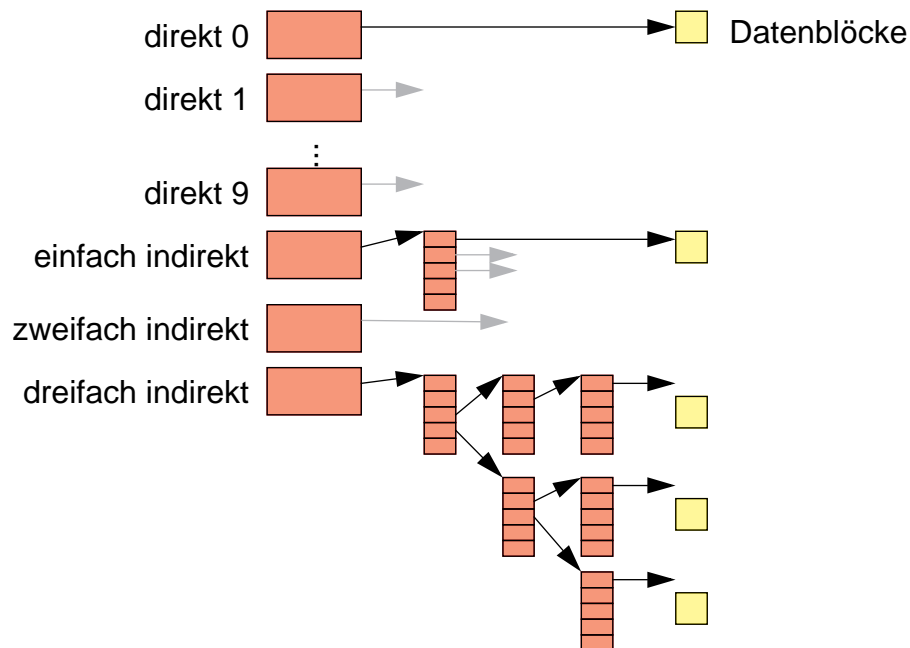 direkt 0
Datenblöcke
direkt 1
direkt 9
einfach indirekt
zweifach indirekt
dreifach indirekt